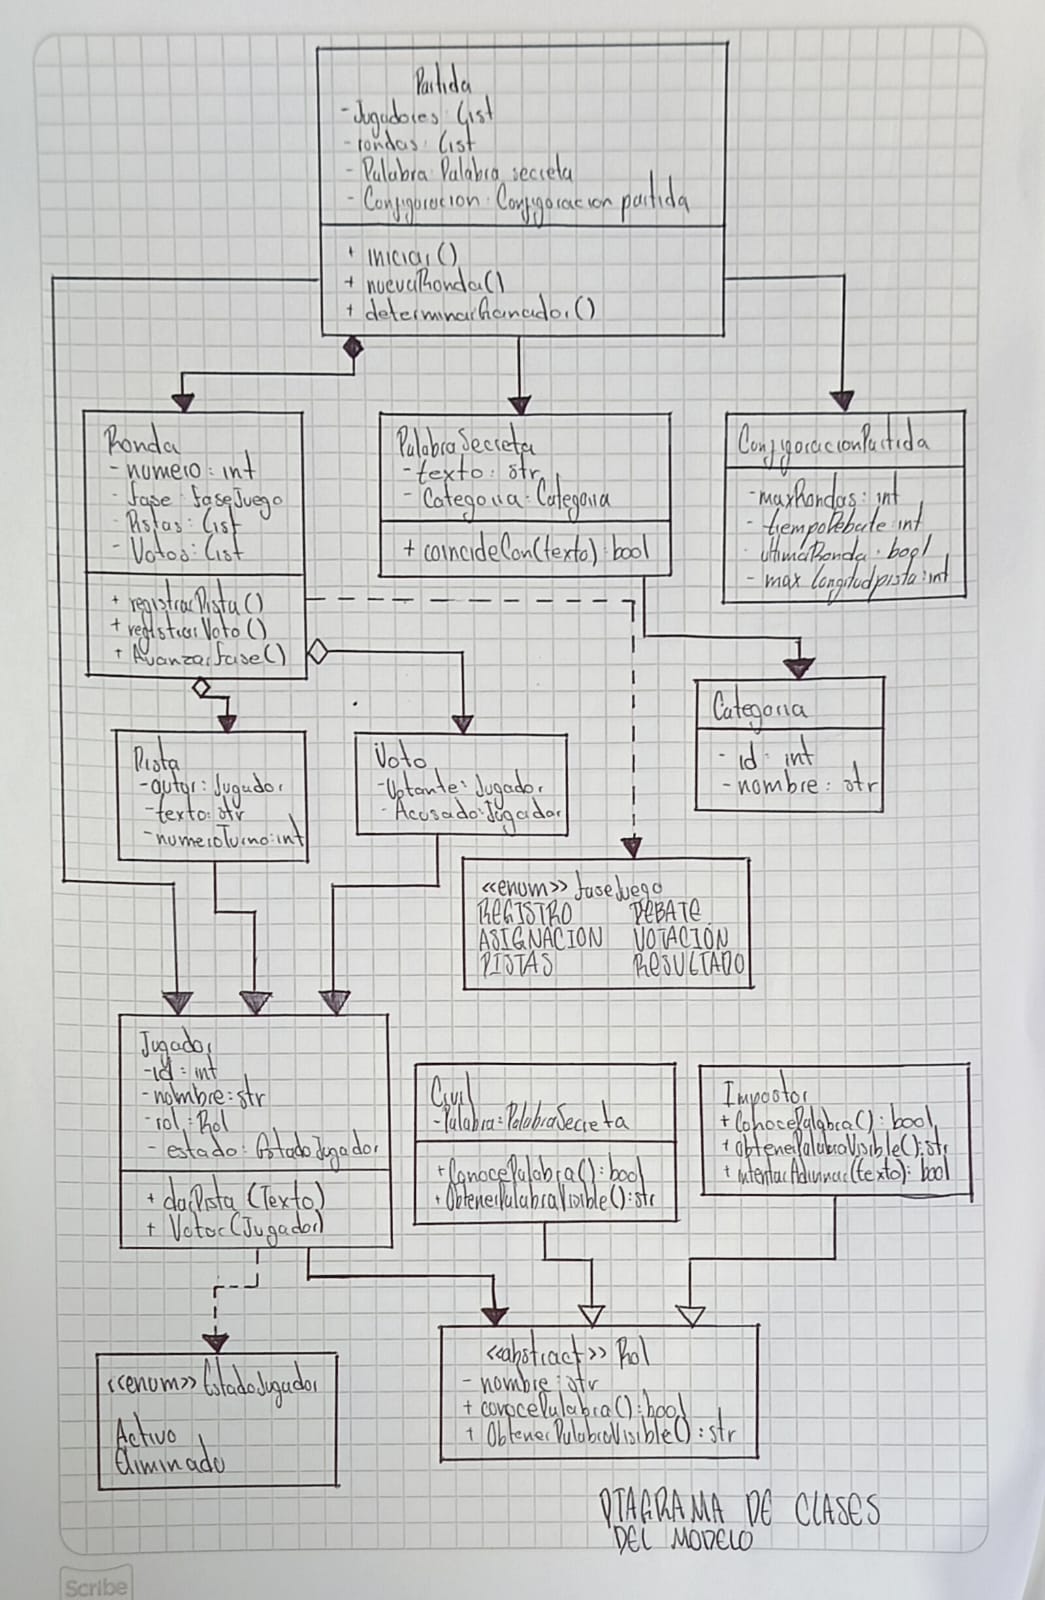 Partida
- Jugadores: List
- rondas: List
- Palabra: Palabra secreta
- Configoracion: Configoracion partida
+ iniciar()
+ nuevaRonda()
+ determinarGanador()
Ronda
- numero: int
- fase: faseJuego
- Pistas: List
- Votos: List
+ registrarPista()
+ registrarVoto()
+ Avanzarfase()
PalabraSecreta
- texto: str
- Categoria: Categoria
+ coincideCon(texto): bool
ConfigoracionPartida
- maxRondas: int
- tiempoDebate: int
- ultimaRonda: bool
- max longitudpista: int
Categoria
- id: int
- nombre: str
Pista
- autor: Jugador
- texto: str
- numeroTurno: int
Voto
- Votante: Jugador
- Acusado: Jugador
<<enum>> faseJuego
REGISTRO DEBATE
ASIGNACION VOTACIÓN
PISTAS RESULTADO
Jugador
- id: int
- nombre: str
- rol: Rol
- estado: EstadoJugador
+ darPista (Texto)
+ Votar(Jugador)
Civil
- Palabra: PalabraSecreta
+ ConocePalabra(): bool
+ ObtenerPalabraVisible(): str
Impostor
+ ConocePalabra(): bool
+ ObtenerPalabraVisible(): str
+ intentarAdivinar(texto): bool
<<enum>> EstadoJugador
Activo
Eliminado
<<abstract>> Rol
- nombre: str
+ conocePalabra(): bool
+ ObtenerPalabraVisible(): str
DIAGRAMA DE CLASES
DEL MODELO
Scribe